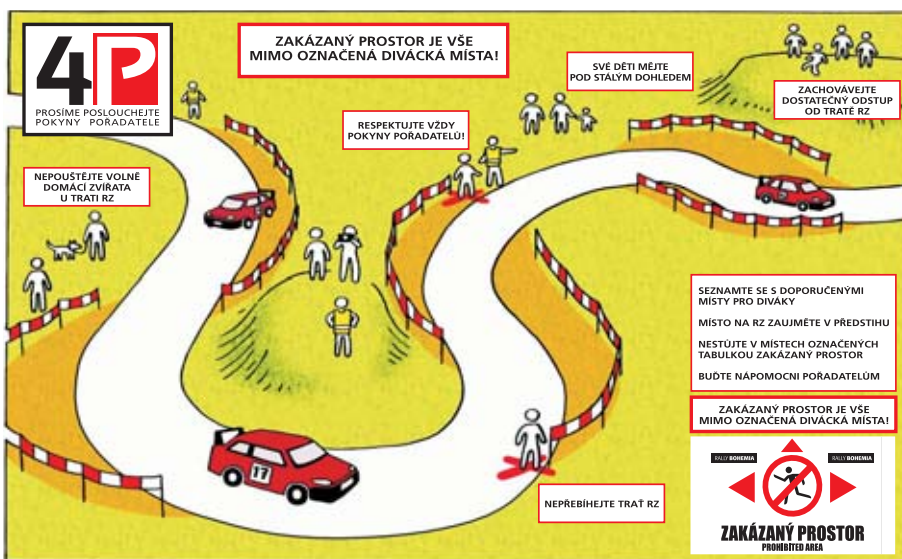 4P
PROSÍME POSLOUCHEJTE
POKYNY POŘADATELE
ZAKÁZANÝ PROSTOR JE VŠE
MIMO OZNAČENÁ DIVÁCKÁ MÍSTA!
SVÉ DĚTI MĚJTE
POD STÁLÝM DOHLEDEM
ZACHOVÁVEJTE
DOSTATEČNÝ ODSTUP
OD TRATĚ RZ
RESPEKTUJTE VŽDY
POKYNY POŘADATELŮ!
NEPOUŠTĚJTE VOLNĚ
DOMÁCÍ ZVÍŘATA
U TRATI RZ
17
SEZNAMTE SE S DOPORUČENÝMI
MÍSTY PRO DIVÁKY
MÍSTO NA RZ ZAUJMĚTE V PŘEDSTIHU
NESTŮJTE V MÍSTECH OZNAČENÝCH
TABULKOU ZAKÁZANÝ PROSTOR
BUĎTE NÁPOMOCNI POŘADATELŮM
ZAKÁZANÝ PROSTOR JE VŠE
MIMO OZNAČENÁ DIVÁCKÁ MÍSTA!
NEPŘEBÍHEJTE TRAŤ RZ
RALLY BOHEMIA
RALLY BOHEMIA
ZAKÁZANÝ PROSTOR
PROHIBITED AREA